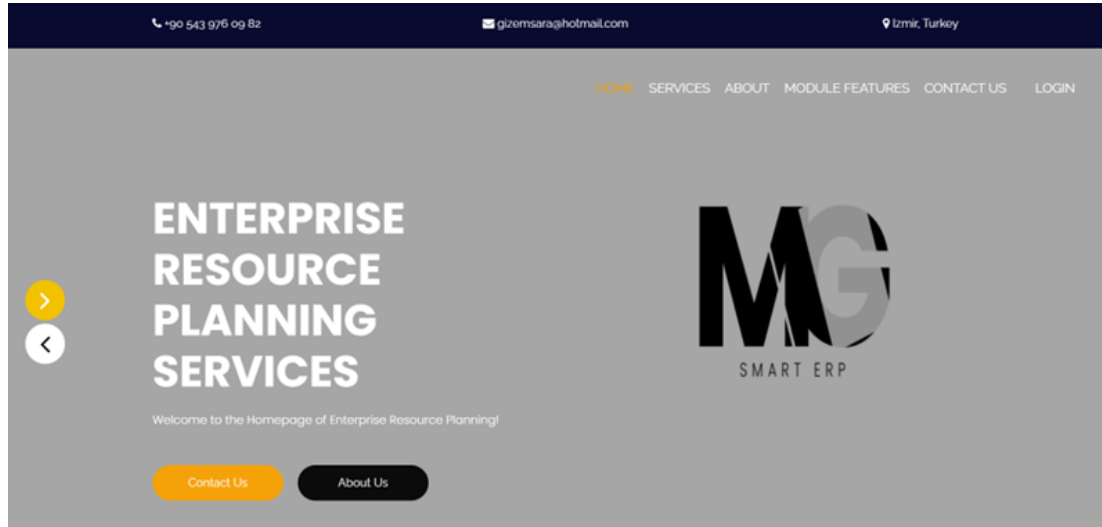 +90 543 976 09 82
gizemsara@hotmail.com
Izmir, Turkey
HOME SERVICES ABOUT MODULE FEATURES CONTACT US LOGIN
ENTERPRISE
RESOURCE
PLANNING
SERVICES
MG
SMART ERP
Welcome to the Homepage of Enterprise Resource Planning!
Contact Us
About Us